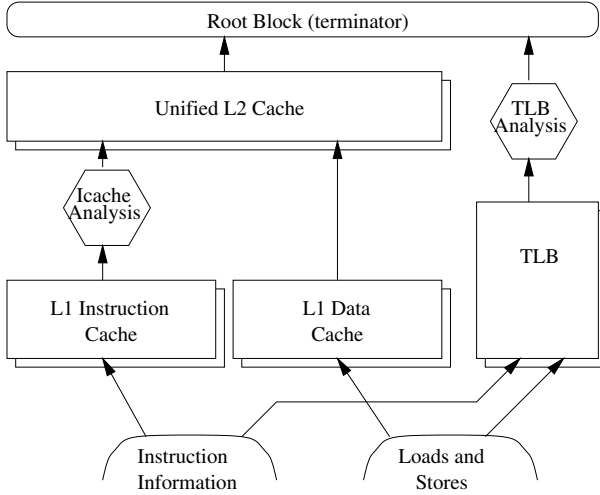 Root Block (terminator)
Unified L2 Cache
TLB
Analysis
Icache
Analysis
TLB
L1 Instruction
Cache
L1 Data
Cache
Instruction
Information
Loads and
Stores